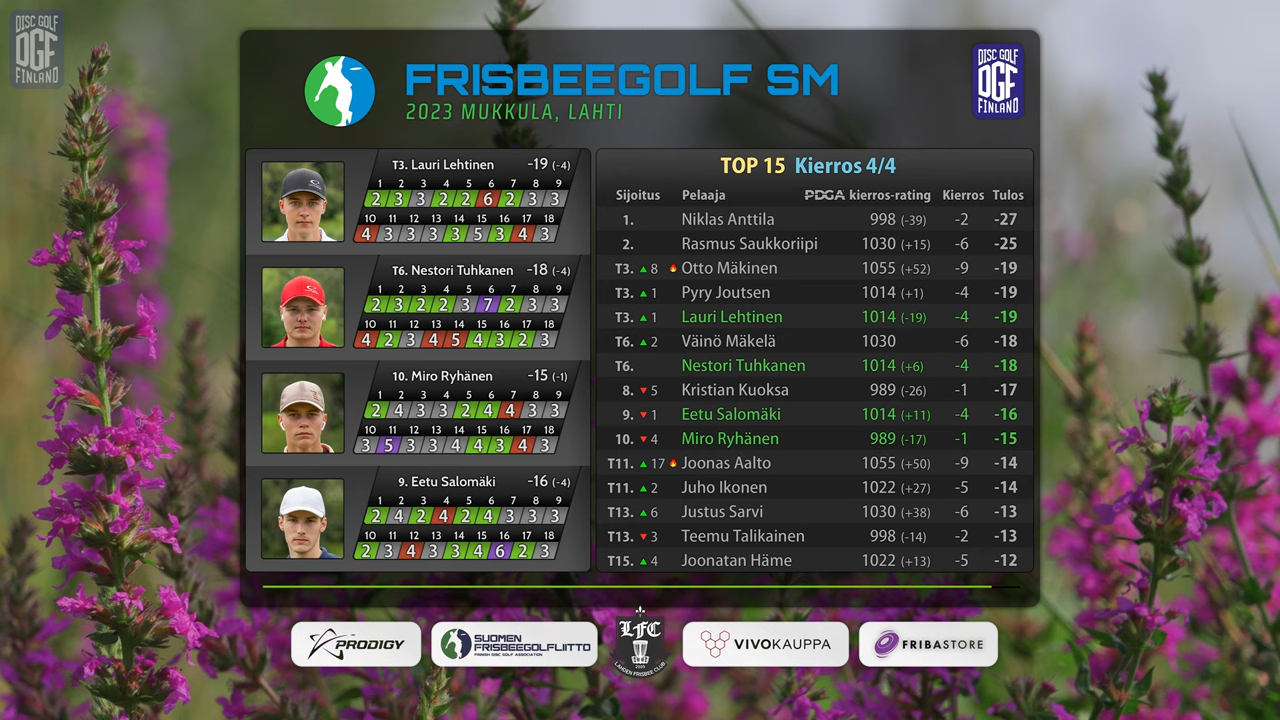 DISC GOLF
DGF
FINLAND
FRISBEEGOLF SM
2023 MUKKULA, LAHTI
DISC GOLF
DGF
FINLAND
T3. Lauri Lehtinen -19 (-4)
1 2 3 4 5 6 7 8 9
2 3 3 2 2 6 2 3 3
10 11 12 13 14 15 16 17 18
4 3 3 3 3 5 3 4 3
T6. Nestori Tuhkanen -18 (-4)
1 2 3 4 5 6 7 8 9
2 3 2 2 3 7 2 3 3
10 11 12 13 14 15 16 17 18
4 2 3 4 5 4 3 2 3
10. Miro Ryhänen -15 (-1)
1 2 3 4 5 6 7 8 9
2 4 3 3 2 4 4 3 3
10 11 12 13 14 15 16 17 18
3 5 3 3 4 4 3 4 3
9. Eetu Salomäki -16 (-4)
1 2 3 4 5 6 7 8 9
2 4 2 4 2 4 3 3 3
10 11 12 13 14 15 16 17 18
2 3 4 3 3 4 6 2 3
TOP 15 Kierros 4/4
Sijoitus Pelaaja PDGA kierros-rating Kierros Tulos
1. Niklas Anttila 998 (-39) -2 -27
2. Rasmus Saukkoriipi 1030 (+15) -6 -25
T3. ▲ 8 Otto Mäkinen 1055 (+52) -9 -19
T3. ▲ 1 Pyry Joutsen 1014 (+1) -4 -19
T3. ▲ 1 Lauri Lehtinen 1014 (-19) -4 -19
T6. ▲ 2 Väinö Mäkelä 1030 -6 -18
T6. Nestori Tuhkanen 1014 (+6) -4 -18
8. ▼ 5 Kristian Kuoksa 989 (-26) -1 -17
9. ▼ 1 Eetu Salomäki 1014 (+11) -4 -16
10. ▼ 4 Miro Ryhänen 989 (-17) -1 -15
T11. ▲ 17 Joonas Aalto 1055 (+50) -9 -14
T11. ▲ 2 Juho Ikonen 1022 (+27) -5 -14
T13. ▲ 6 Justus Sarvi 1030 (+38) -6 -13
T13. ▼ 3 Teemu Talikainen 998 (-14) -2 -13
T15. ▲ 4 Joonatan Häme 1022 (+13) -5 -12
PRODIGY
SUOMEN
FRISBEEGOLFLIITTO
FINNISH DISC GOLF ASSOCIATION
LFC
2005
LAHDEN FRISBEE CLUB
VIVOKAUPPA
FRIBASTORE